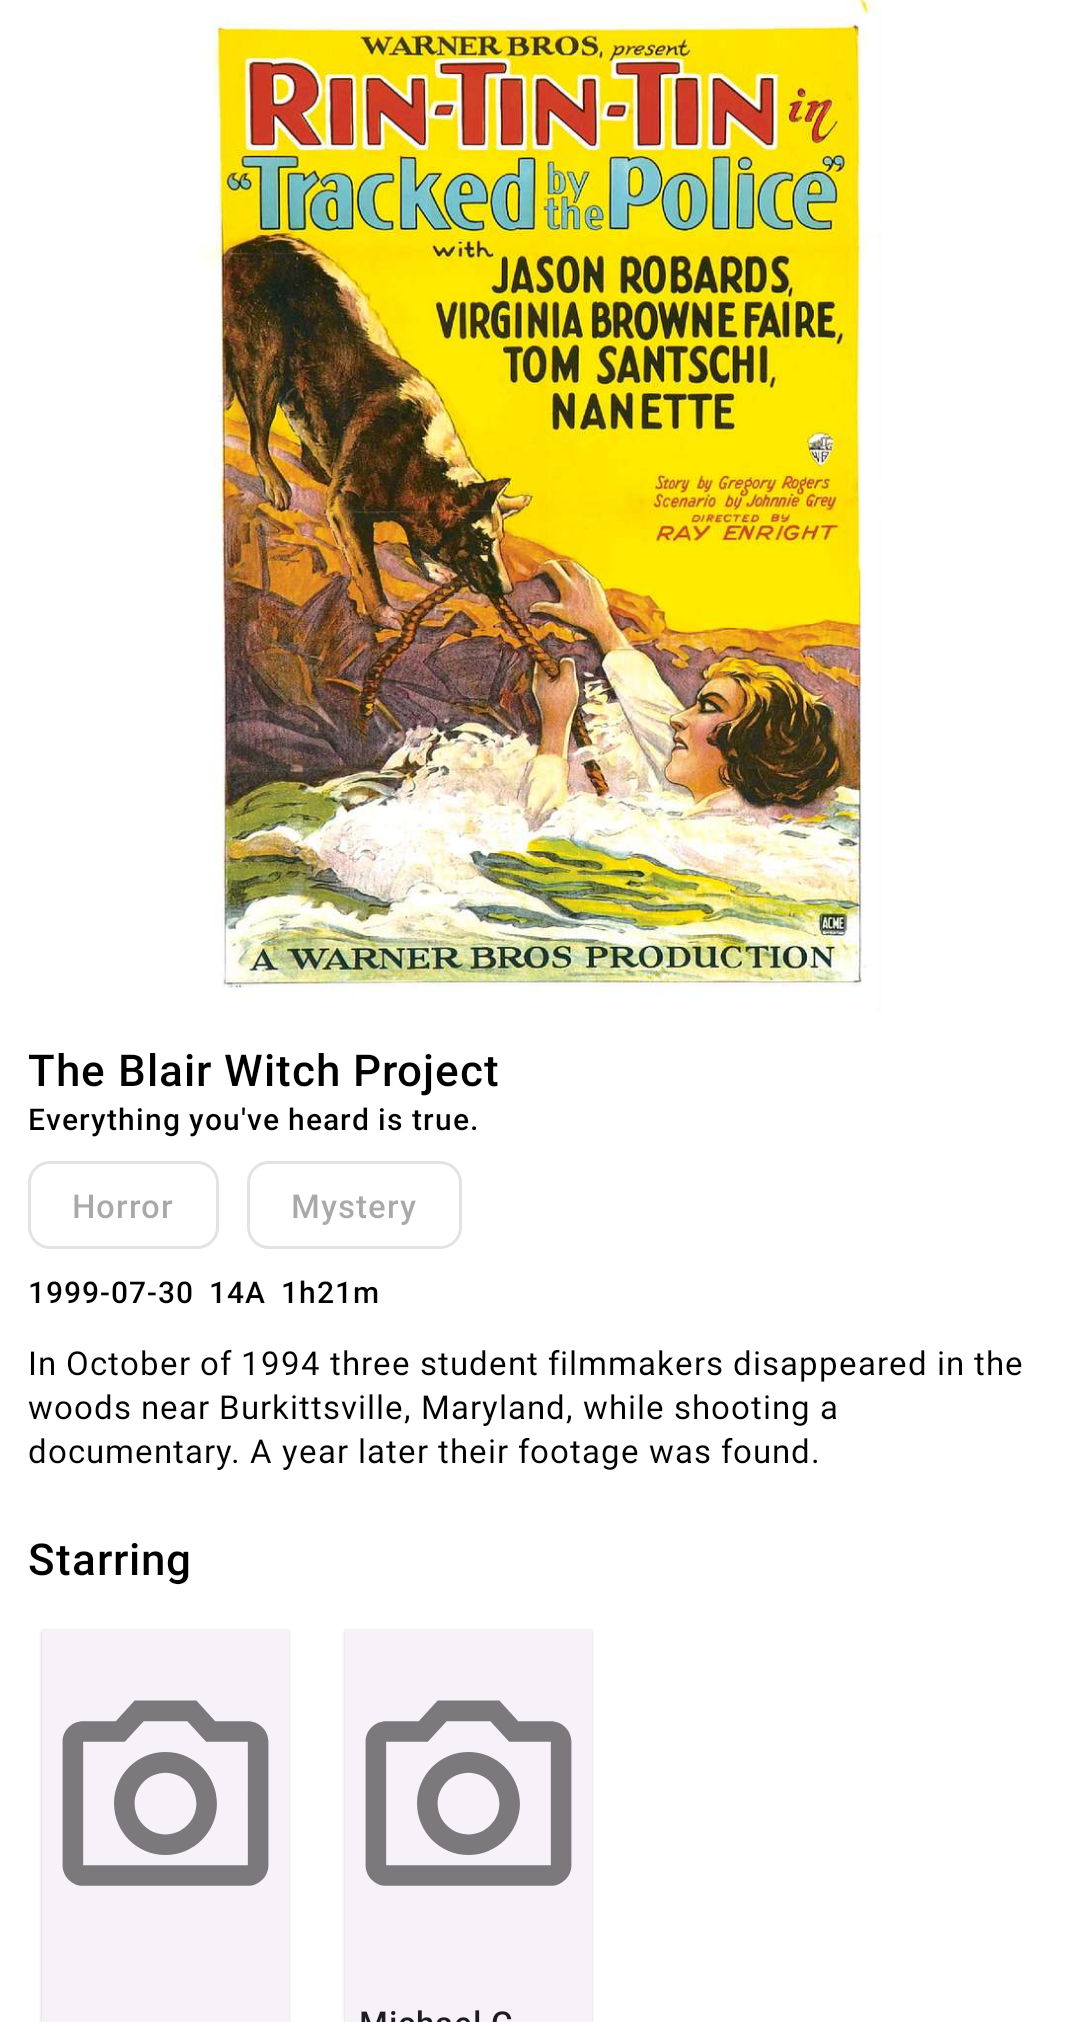 WARNER BROS. present
RIN-TIN-TIN in
"Tracked by the Police"
with
JASON ROBARDS,
VIRGINIA BROWNE FAIRE,
TOM SANTSCHI,
NANETTE
Story by Gregory Rogers
Scenario by Johnnie Grey
DIRECTED BY
RAY ENRIGHT
ACME
A WARNER BROS PRODUCTION
The Blair Witch Project
Everything you've heard is true.
Horror Mystery
1999-07-30 14A 1h21m
In October of 1994 three student filmmakers disappeared in the
woods near Burkittsville, Maryland, while shooting a
documentary. A year later their footage was found.
Starring
Michael C